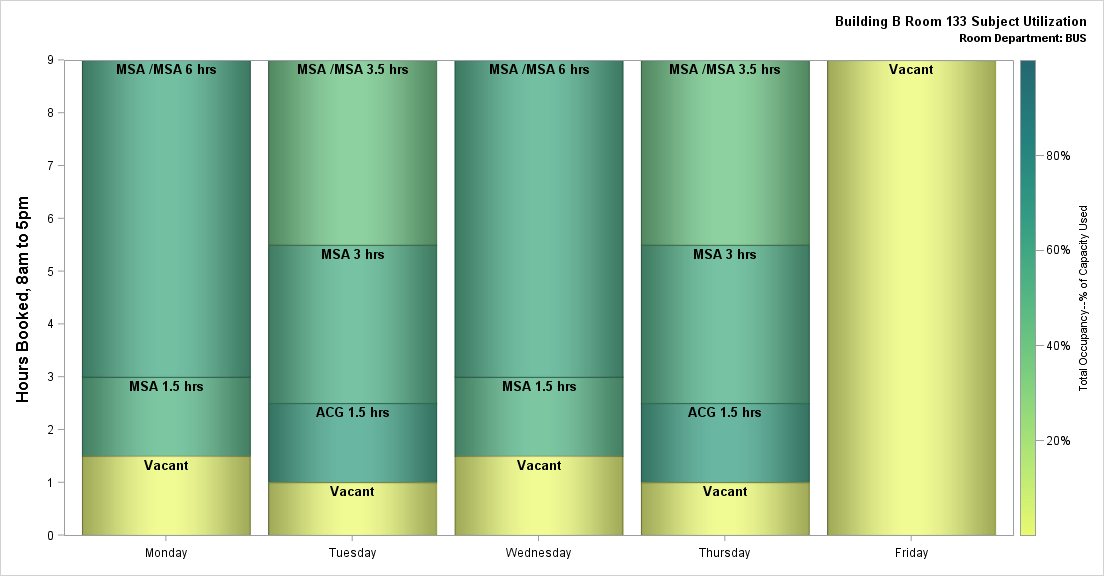 Building B Room 133 Subject Utilization
Room Department: BUS
Hours Booked, 8am to 5pm
9
8
7
6
5
4
3
2
1
0
MSA /MSA 6 hrs
MSA 1.5 hrs
Vacant
MSA /MSA 3.5 hrs
MSA 3 hrs
ACG 1.5 hrs
Vacant
MSA /MSA 6 hrs
MSA 1.5 hrs
Vacant
MSA /MSA 3.5 hrs
MSA 3 hrs
ACG 1.5 hrs
Vacant
Vacant
Monday
Tuesday
Wednesday
Thursday
Friday
80%
60%
40%
20%
Total Occupancy--% of Capacity Used